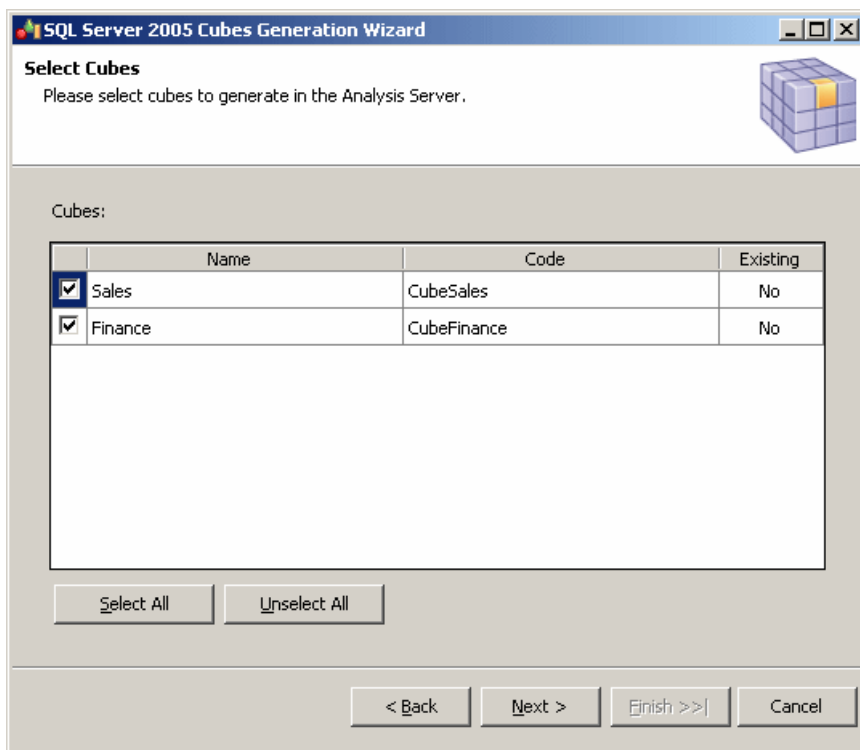 SQL Server 2005 Cubes Generation Wizard
Select Cubes
Please select cubes to generate in the Analysis Server.
Cubes:
Name Code Existing
Sales CubeSales No
Finance CubeFinance No
Select All Unselect All
< Back Next > Finish >>| Cancel